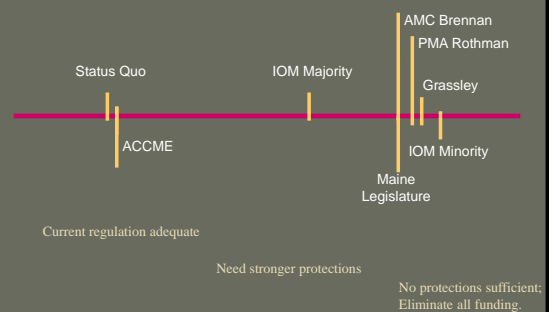 AMC Brennan
PMA Rothman
Status Quo
IOM Majority
Grassley
ACCME
IOM Minority
Maine
Legislature
Current regulation adequate
Need stronger protections
No protections sufficient;
Eliminate all funding.